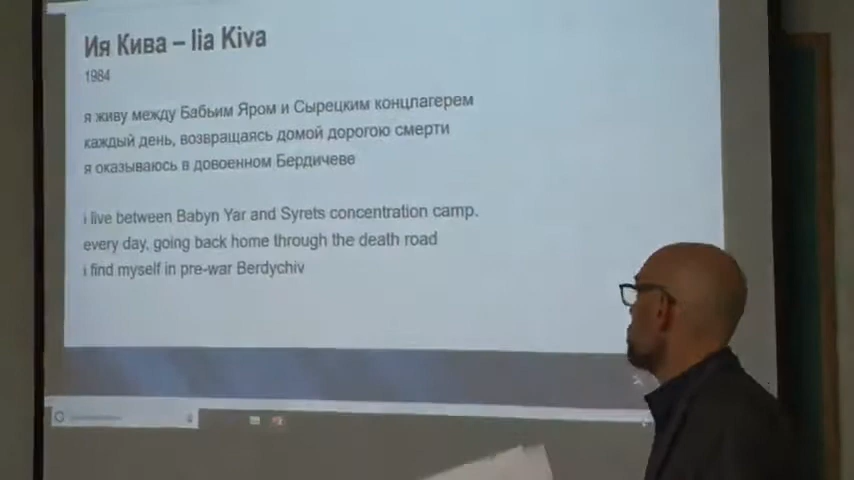 Ия Кива – Iia Kiva
1984
я живу между Бабьим Яром и Сырецким концлагерем
каждый день, возвращаясь домой дорогою смерти
я оказываюсь в довоенном Бердичеве
i live between Babyn Yar and Syrets concentration camp.
every day, going back home through the death road
i find myself in pre-war Berdychiv